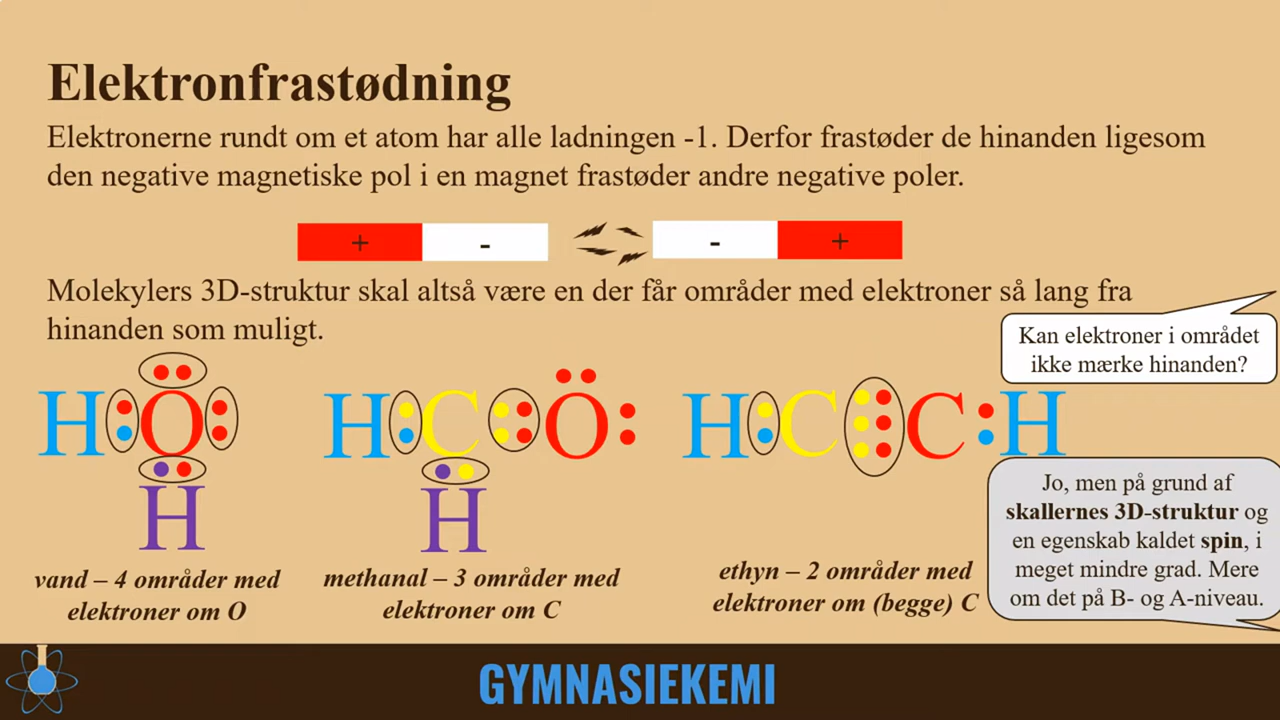 Elektronfrastødning
Elektronerne rundt om et atom har alle ladningen -1. Derfor frastøder de hinanden ligesom
den negative magnetiske pol i en magnet frastøder andre negative poler.
+ - - +
Molekylers 3D-struktur skal altså være en der får områder med elektroner så lang fra
hinanden som muligt.
Kan elektroner i området
ikke mærke hinanden?
H O
H
H C O
H
H C C H
vand – 4 områder med
elektroner om O
methanal – 3 områder med
elektroner om C
ethyn – 2 områder med
elektroner om (begge) C
Jo, men på grund af
skallernes 3D-struktur og
en egenskab kaldet spin, i
meget mindre grad. Mere
om det på B- og A-niveau.
GYMNASIEKEMI